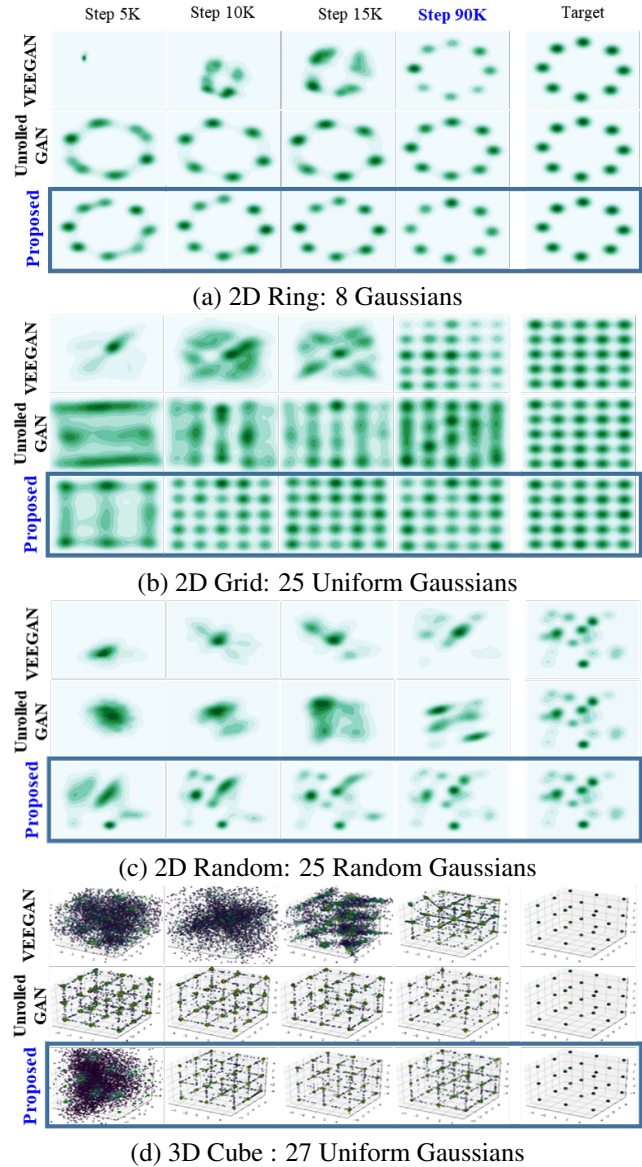 Step 5K Step 10K Step 15K Step 90K Target
VEEGAN
Unrolled
GAN
Proposed
(a) 2D Ring: 8 Gaussians
VEEGAN
Unrolled
GAN
Proposed
(b) 2D Grid: 25 Uniform Gaussians
VEEGAN
Unrolled
GAN
Proposed
(c) 2D Random: 25 Random Gaussians
VEEGAN
Unrolled
GAN
Proposed
(d) 3D Cube : 27 Uniform Gaussians